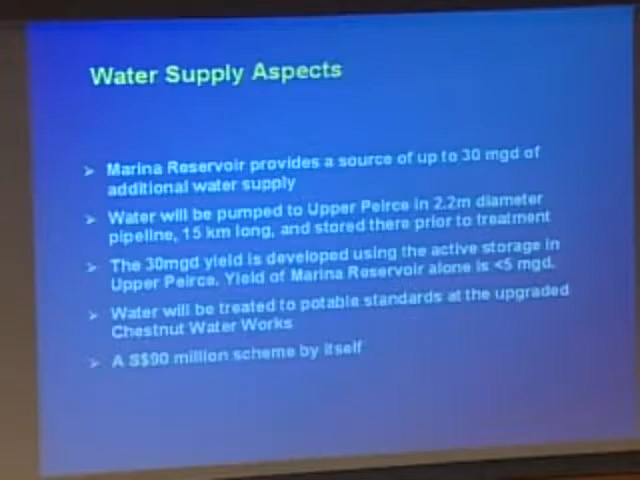 Water Supply Aspects
➢ Marina Reservoir provides a source of up to 30 mgd of
additional water supply
➢ Water will be pumped to Upper Peirce in 2.2m diameter
pipeline, 15 km long, and stored there prior to treatment
➢ The 30mgd yield is developed using the active storage in
Upper Peirce. Yield of Marina Reservoir alone is <5 mgd.
➢ Water will be treated to potable standards at the upgraded
Chestnut Water Works
➢ A S$90 million scheme by itself